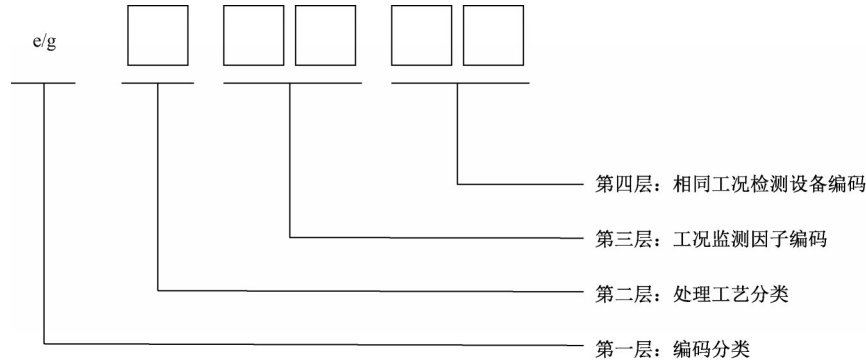 e/g
第四层：相同工况检测设备编码
第三层：工况监测因子编码
第二层：处理工艺分类
第一层：编码分类